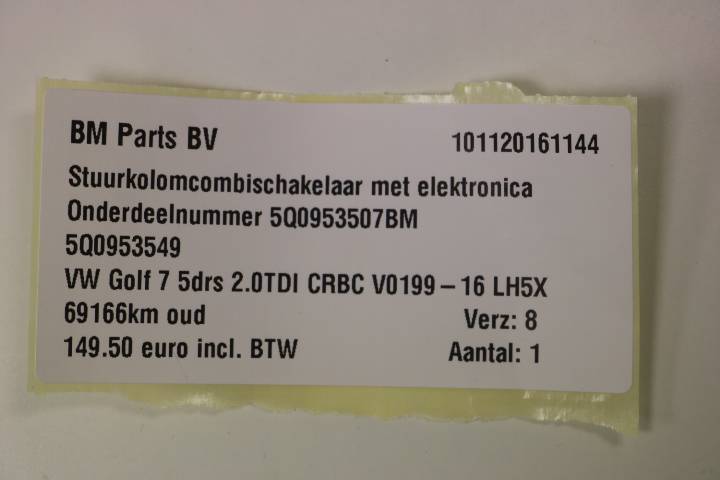 BM Parts BV 101120161144
Stuurkolomcombischakelaar met elektronica
Onderdeelnummer 5Q0953507BM
5Q0953549
VW Golf 7 5drs 2.0TDI CRBC V0199-16 LH5X
69166km oud Verz: 8
149.50 euro incl. BTW Aantal: 1